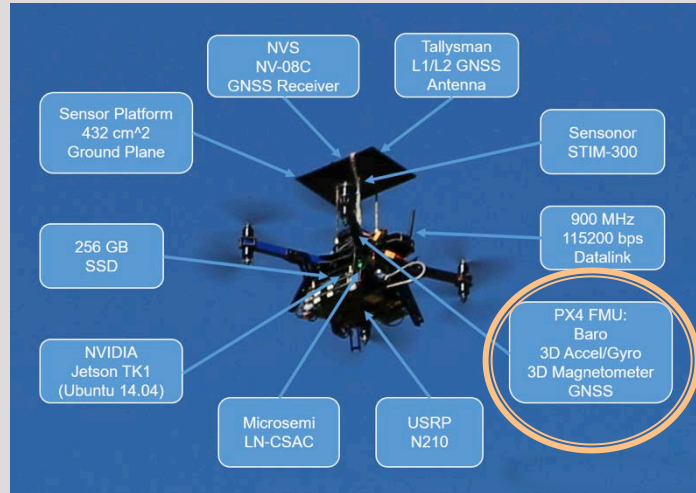 NVS
NV-08C
GNSS Receiver
Tallysman
L1/L2 GNSS
Antenna
Sensor Platform
432 cm^2
Ground Plane
Sensonor
STIM-300
256 GB
SSD
900 MHz
115200 bps
Datalink
NVIDIA
Jetson TK1
(Ubuntu 14.04)
PX4 FMU:
Baro
3D Accel/Gyro
3D Magnetometer
GNSS
Microsemi
LN-CSAC
USRP
N210